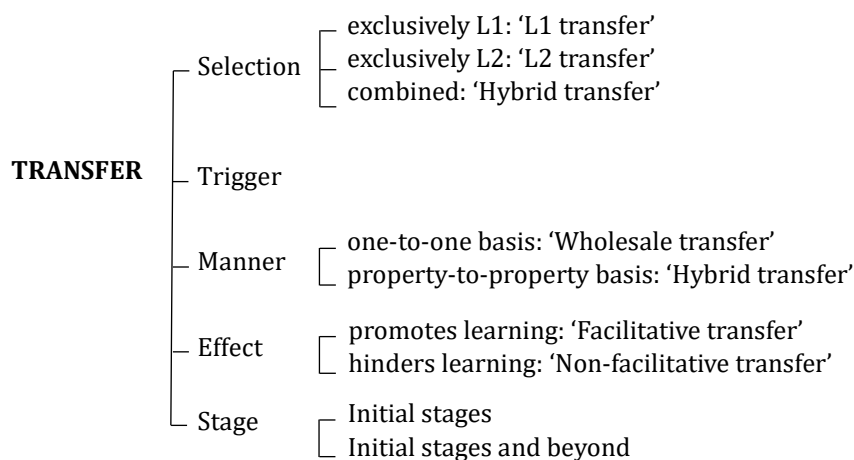 exclusively L1: ‘L1 transfer’
Selection
exclusively L2: ‘L2 transfer’
combined: ‘Hybrid transfer’
TRANSFER
Trigger
one-to-one basis: ‘Wholesale transfer’
Manner
property-to-property basis: ‘Hybrid transfer’
promotes learning: ‘Facilitative transfer’
Effect
hinders learning: ‘Non-facilitative transfer’
Initial stages
Stage
Initial stages and beyond